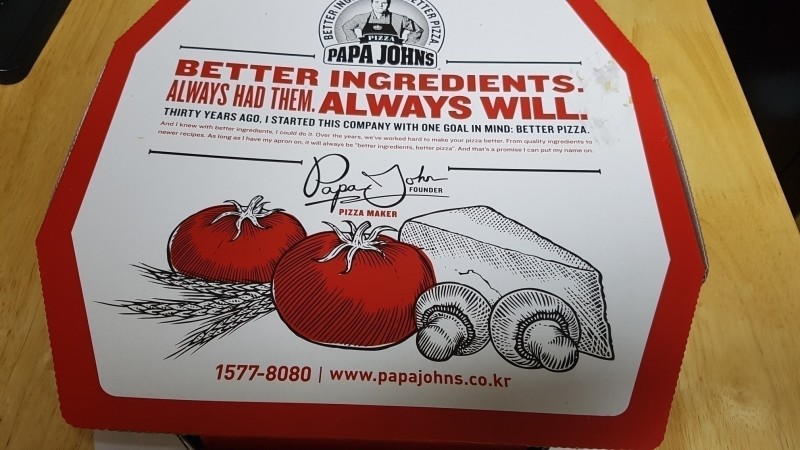 BETTER ING
BETTER PIZZA.
PIZZA
PAPA JOHN'S
BETTER INGREDIENTS.
ALWAYS HAD THEM. ALWAYS WILL.
THIRTY YEARS AGO, I STARTED THIS COMPANY WITH ONE GOAL IN MIND: BETTER PIZZA.
And I knew with better ingredients, I could do it. Over the years, we've worked hard to make your pizza better. From quality ingredients to
newer recipes. As long as I have my apron on, it will always be "better ingredients, better pizza". And that's a promise I can put my name on.
Papa John
FOUNDER
PIZZA MAKER
1577-8080 | www.papajohns.co.kr